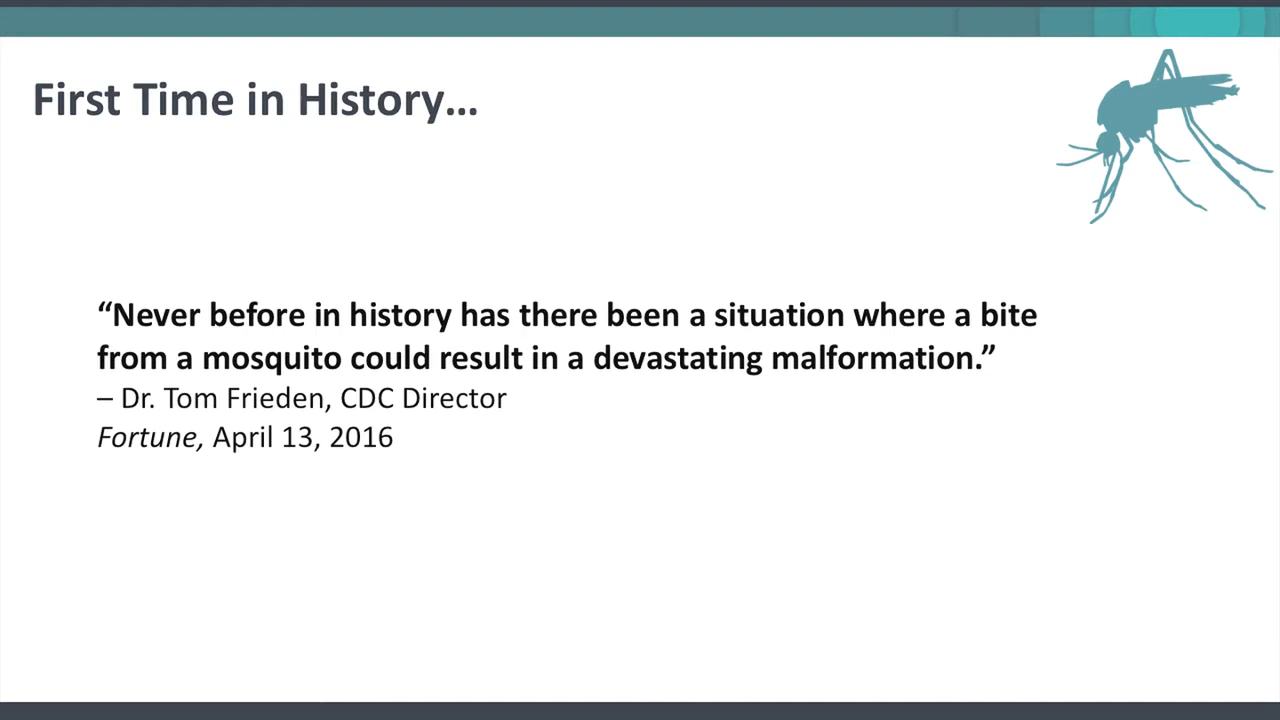 First Time in History…
“Never before in history has there been a situation where a bite
from a mosquito could result in a devastating malformation.”
– Dr. Tom Frieden, CDC Director
Fortune, April 13, 2016